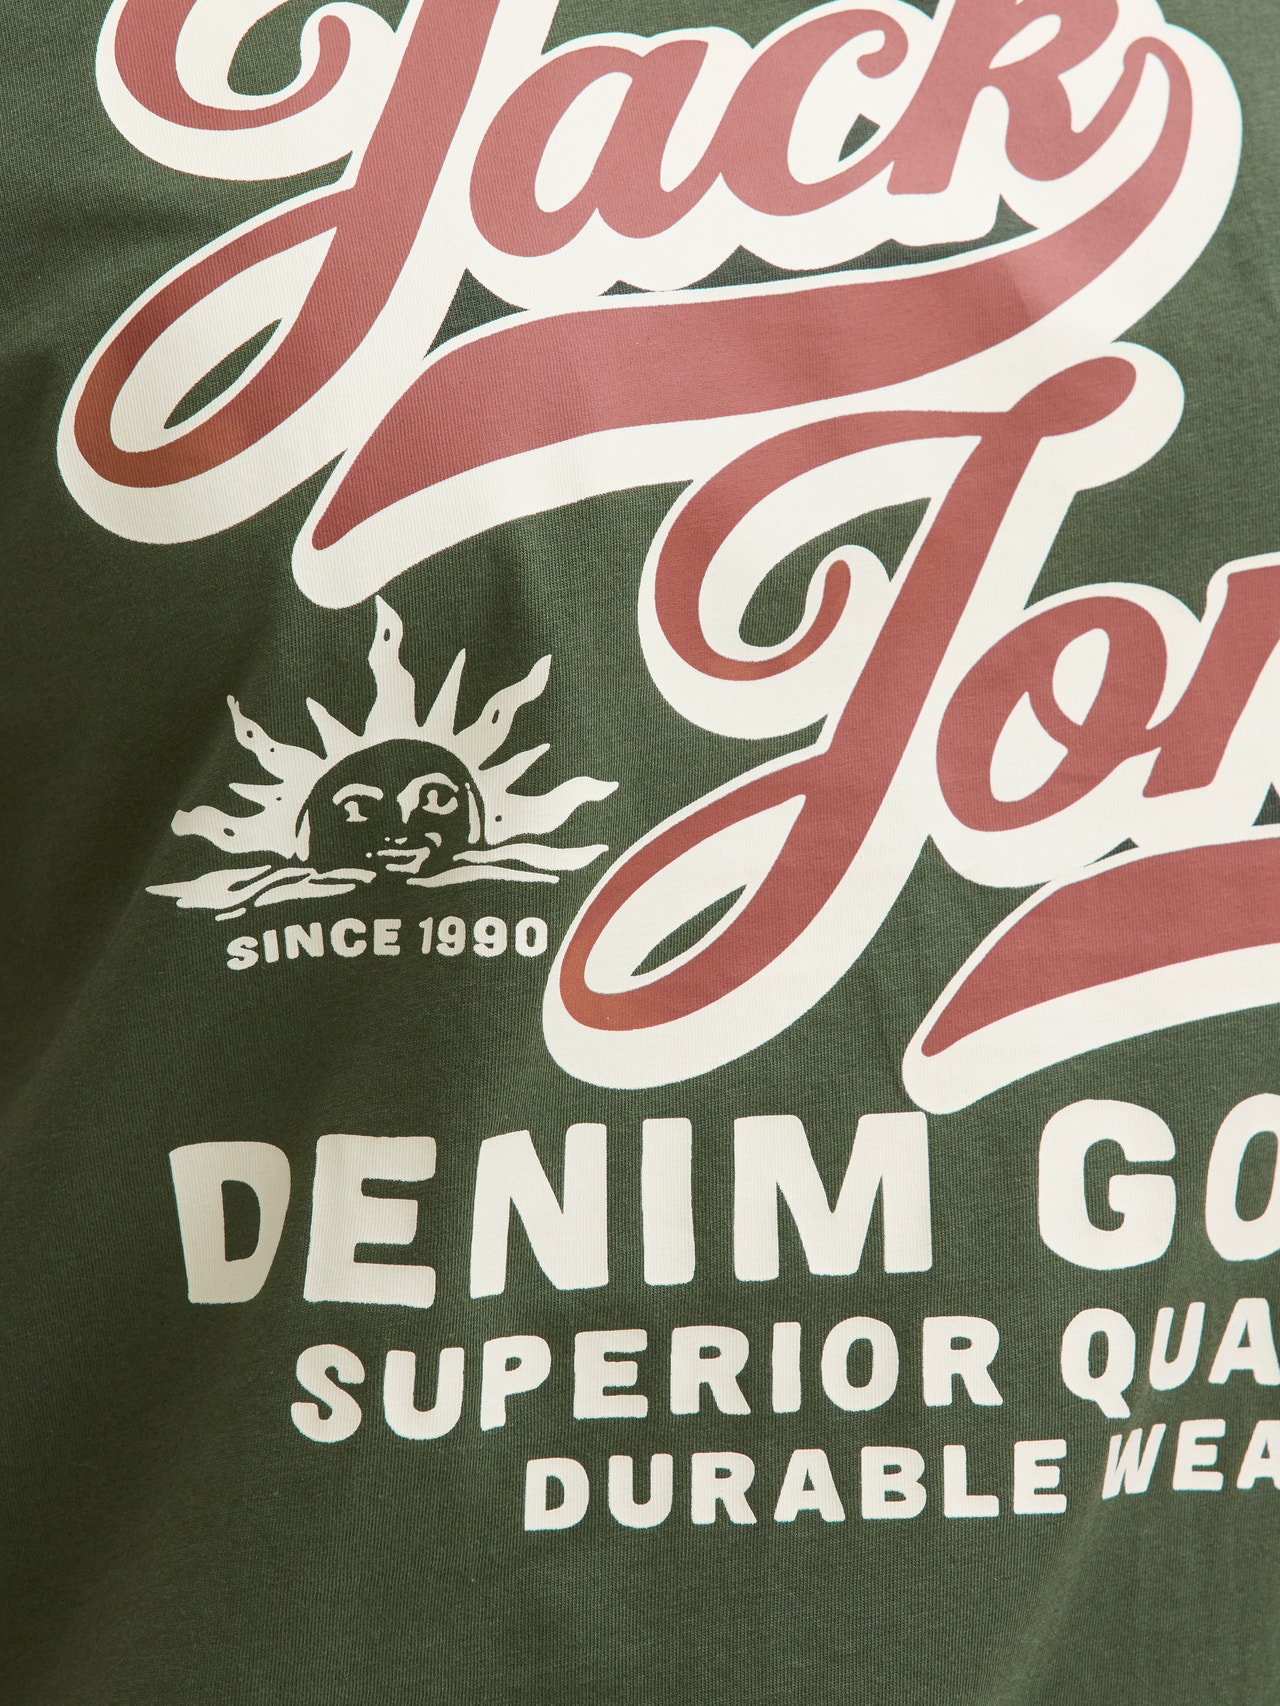 Jack
Jon
SINCE 1990
DENIM GO
SUPERIOR QUA
DURABLE WEA